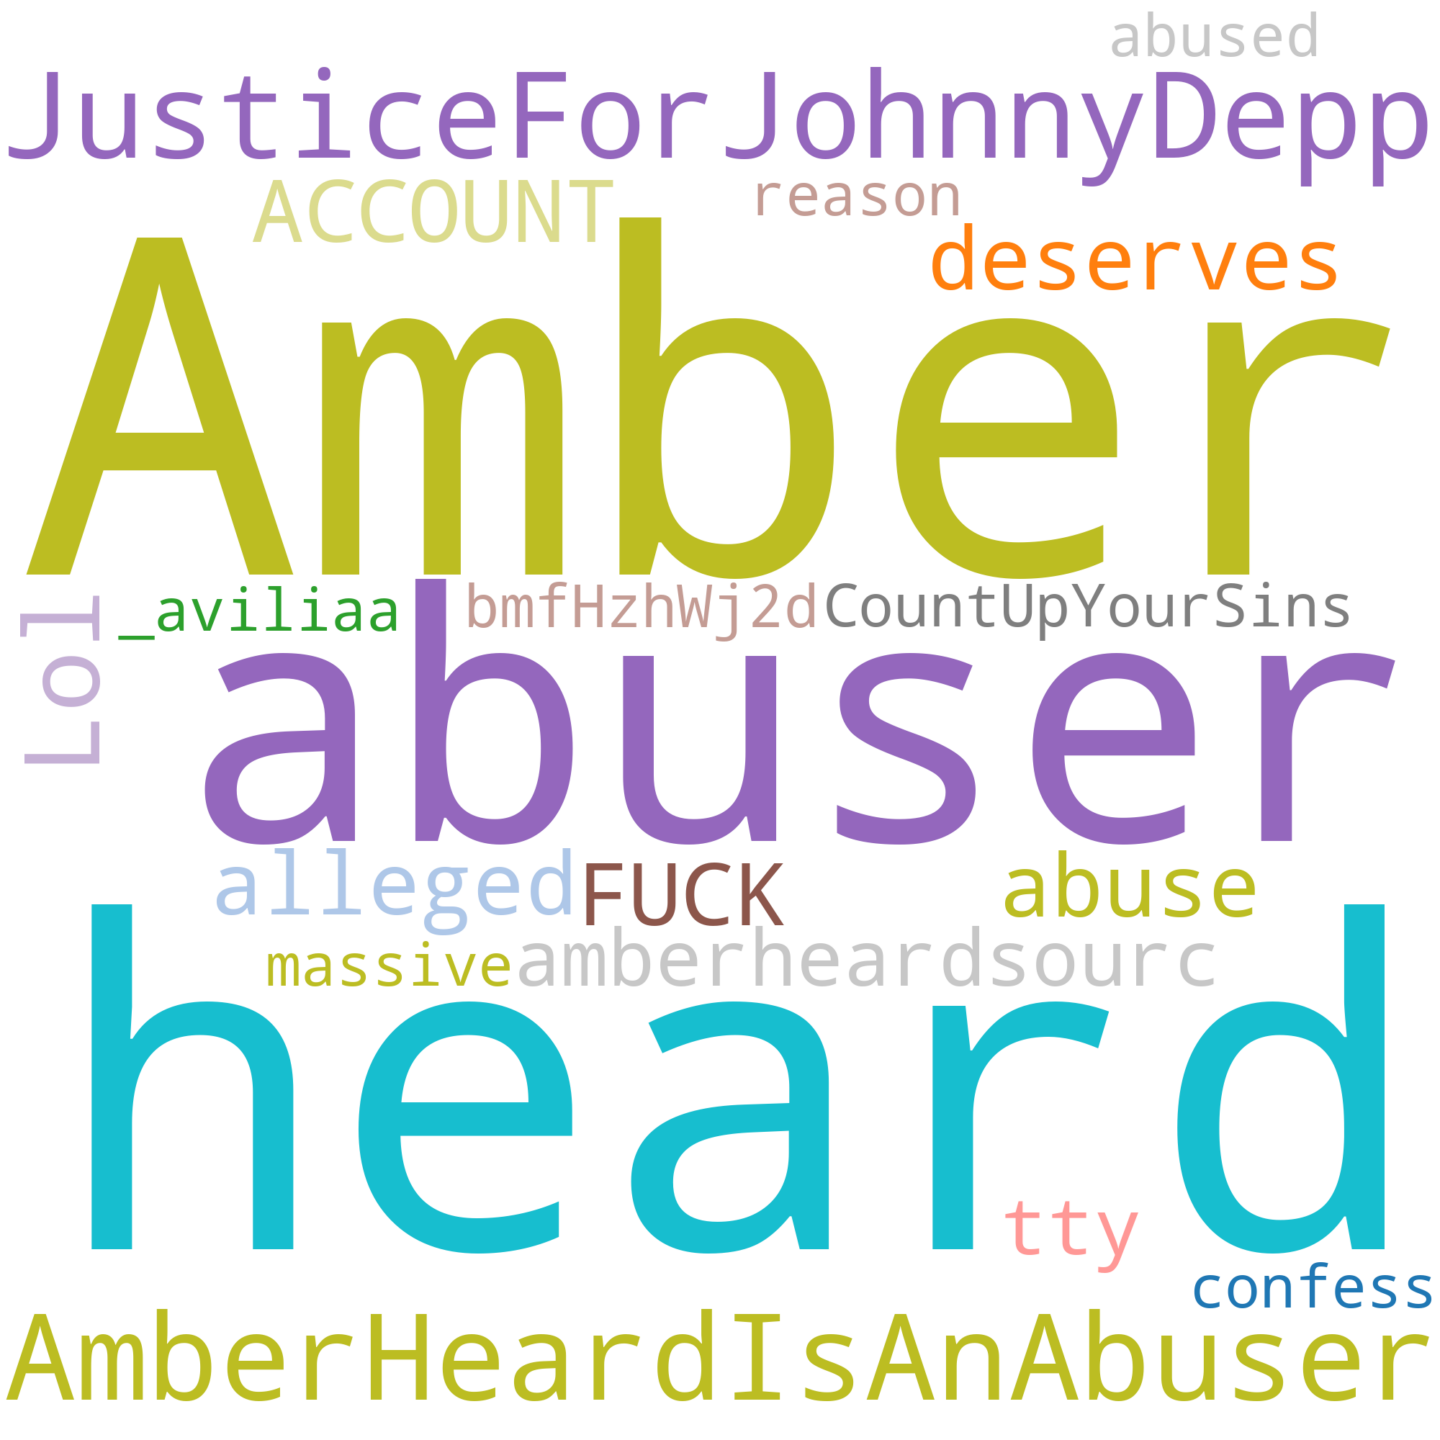 abused
JusticeForJohnnyDepp
ACCOUNT reason
deserves
Amber
Lol _aviliaa bmfHzhWj2d CountUpYourSins
abuser
alleged FUCK abuse
massive amberheardsourc
heard
tty
confess
AmberHeardIsAnAbuser